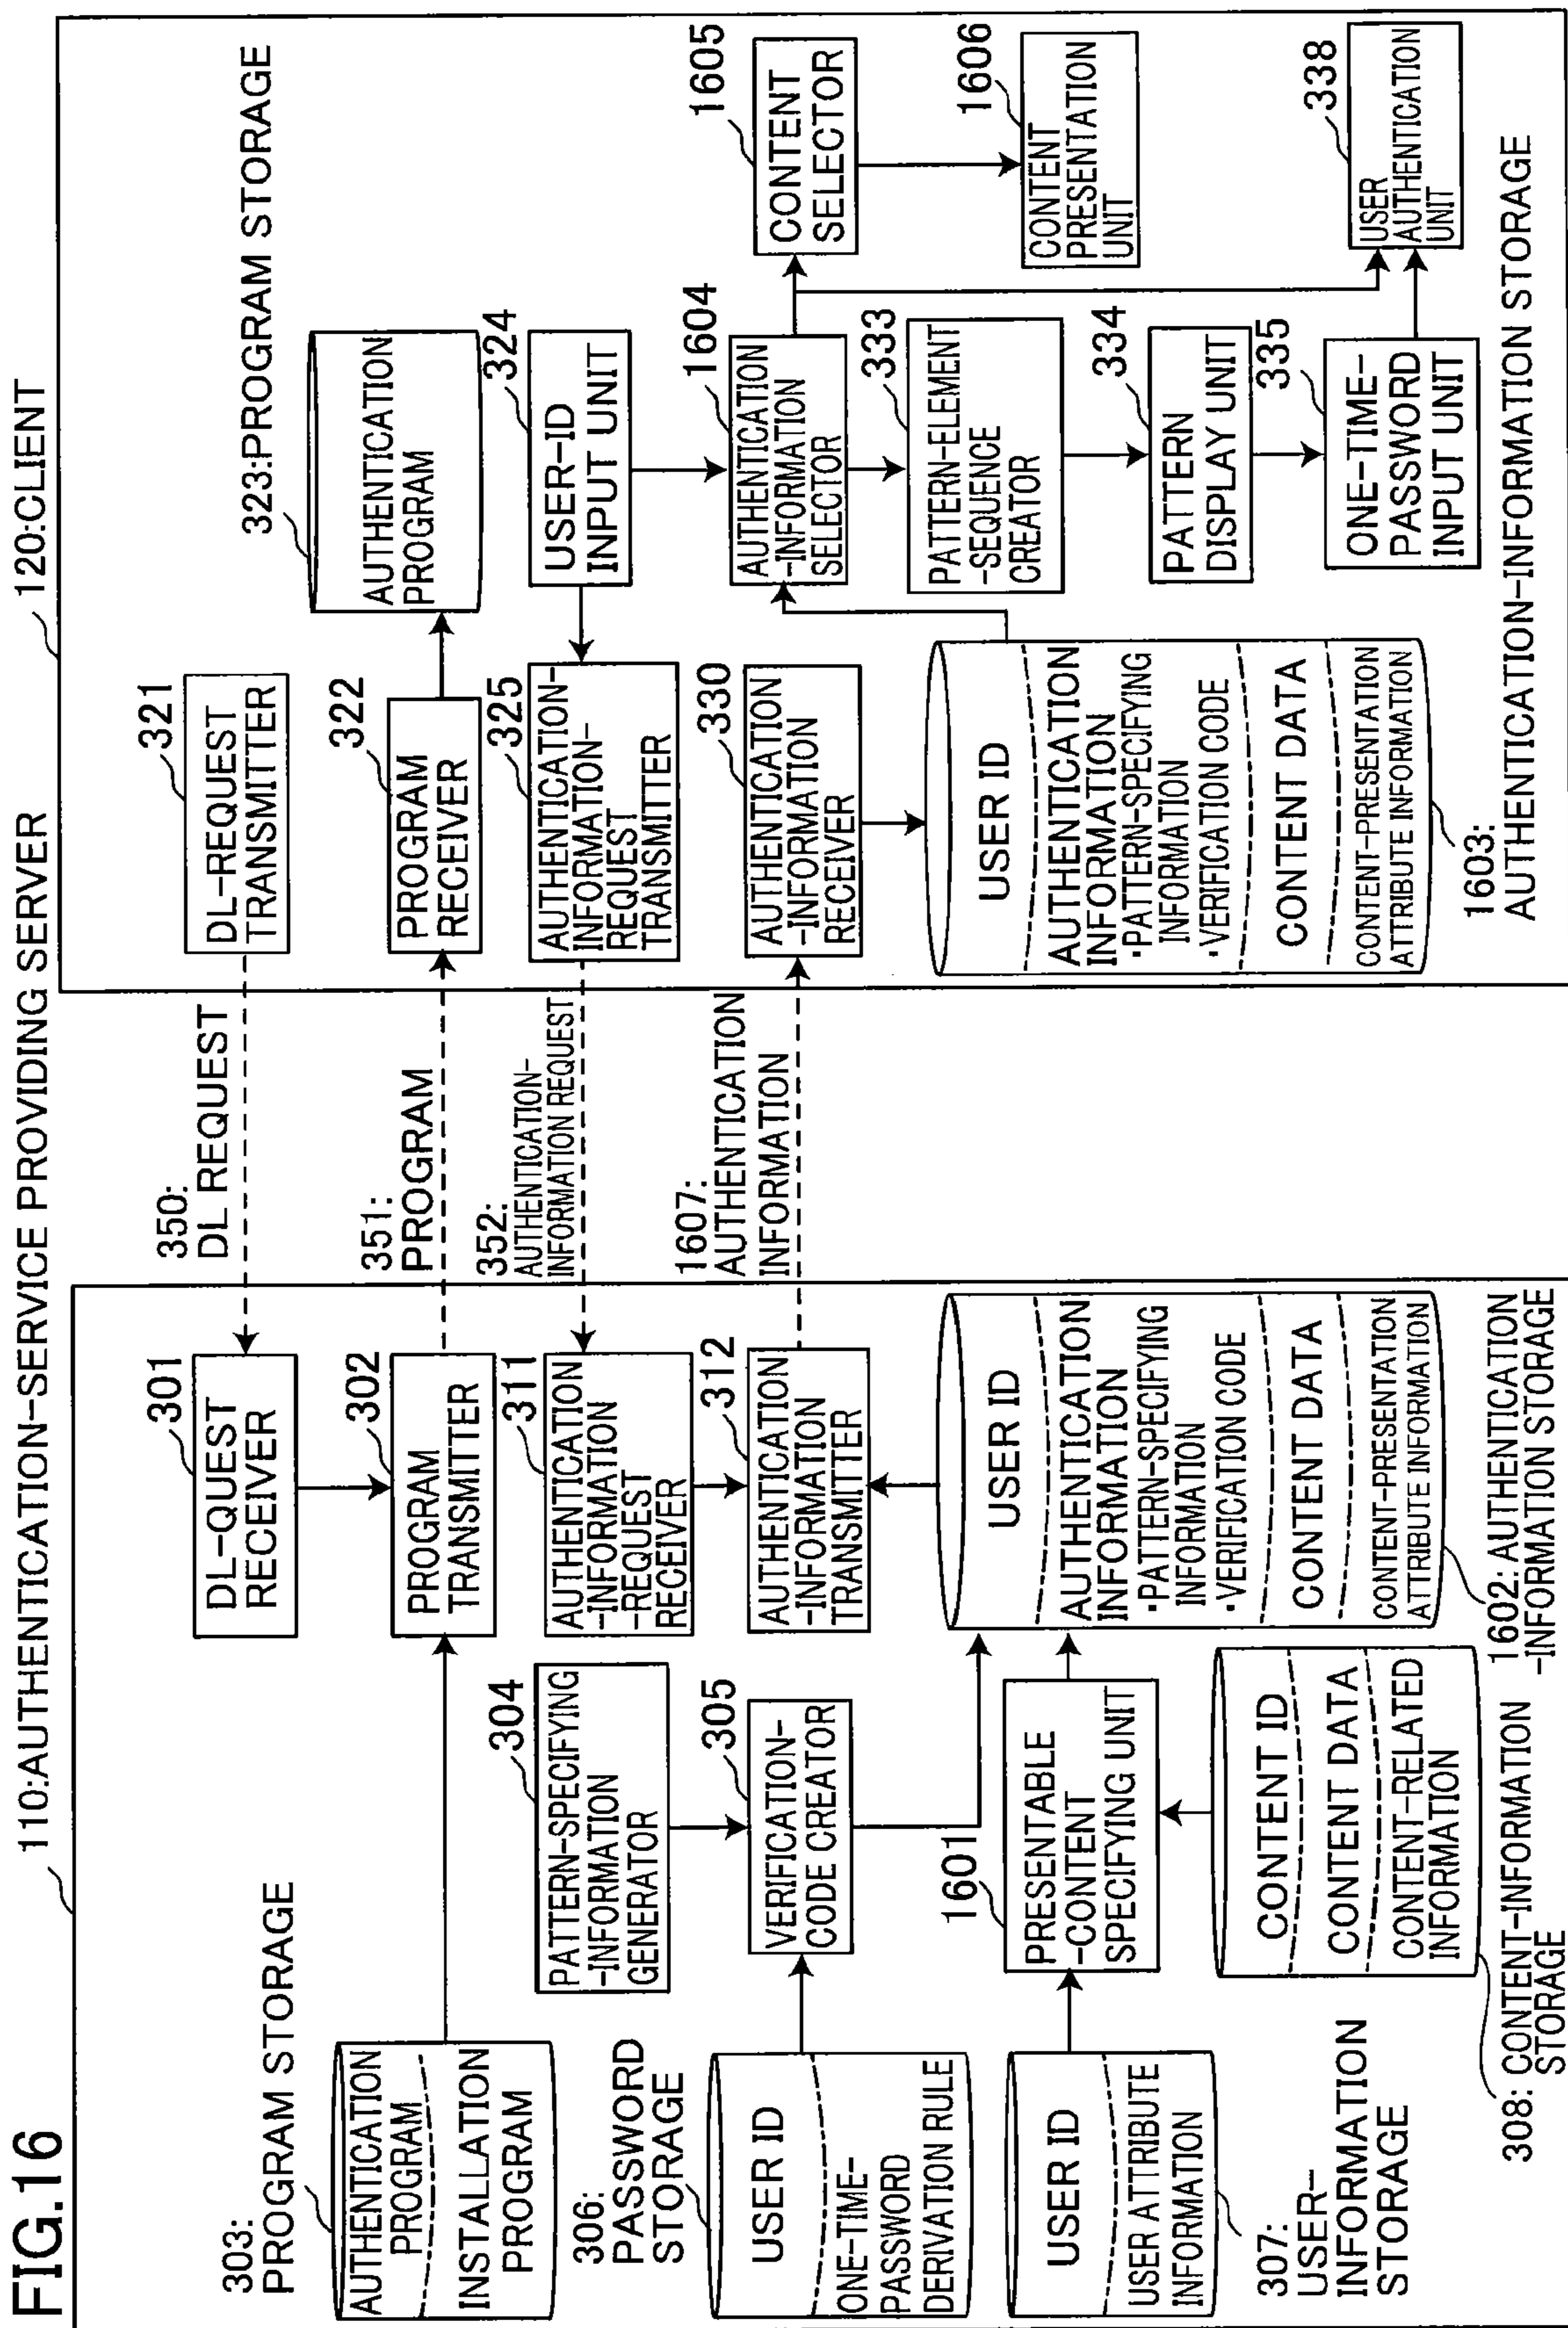 FIG.16
110:AUTHENTICATION-SERVICE PROVIDING SERVER
120:CLIENT
303:
PROGRAM STORAGE
AUTHENTICATION
PROGRAM
INSTALLATION
PROGRAM
306:
PASSWORD
STORAGE
USER ID
ONE-TIME-
PASSWORD
DERIVATION RULE
USER ID
USER ATTRIBUTE
INFORMATION
307:
USER-
INFORMATION
STORAGE
304
PATTERN-SPECIFYING
-INFORMATION
GENERATOR
305
VERIFICATION-
CODE CREATOR
1601
PRESENTABLE
-CONTENT
SPECIFYING UNIT
CONTENT ID
CONTENT DATA
CONTENT-RELATED
INFORMATION
308: CONTENT-INFORMATION
STORAGE
301
DL-QUEST
RECEIVER
302
PROGRAM
TRANSMITTER
311
AUTHENTICATION
-INFORMATION
-REQUEST
RECEIVER
312
AUTHENTICATION
-INFORMATION
TRANSMITTER
USER ID
AUTHENTICATION
INFORMATION
·PATTERN-SPECIFYING
INFORMATION
·VERIFICATION CODE
CONTENT DATA
CONTENT-PRESENTATION
ATTRIBUTE INFORMATION
1602: AUTHENTICATION
-INFORMATION STORAGE
350:
DL REQUEST
351:
PROGRAM
352:
AUTHENTICATION-
INFORMATION REQUEST
1607:
AUTHENTICATION
INFORMATION
321
DL-REQUEST
TRANSMITTER
322
PROGRAM
RECEIVER
325
AUTHENTICATION-
INFORMATION-
REQUEST
TRANSMITTER
330
AUTHENTICATION
-INFORMATION
RECEIVER
USER ID
AUTHENTICATION
INFORMATION
·PATTERN-SPECIFYING
INFORMATION
·VERIFICATION CODE
CONTENT DATA
CONTENT-PRESENTATION
ATTRIBUTE INFORMATION
1603:
AUTHENTICATION-INFORMATION STORAGE
323:PROGRAM STORAGE
AUTHENTICATION
PROGRAM
324
USER-ID
INPUT UNIT
1604
AUTHENTICATION
-INFORMATION
SELECTOR
333
PATTERN-ELEMENT
-SEQUENCE
CREATOR
334
PATTERN
DISPLAY UNIT
335
ONE-TIME-
PASSWORD
INPUT UNIT
1605
CONTENT
SELECTOR
1606
CONTENT
PRESENTATION
UNIT
338
USER
AUTHENTICATION
UNIT